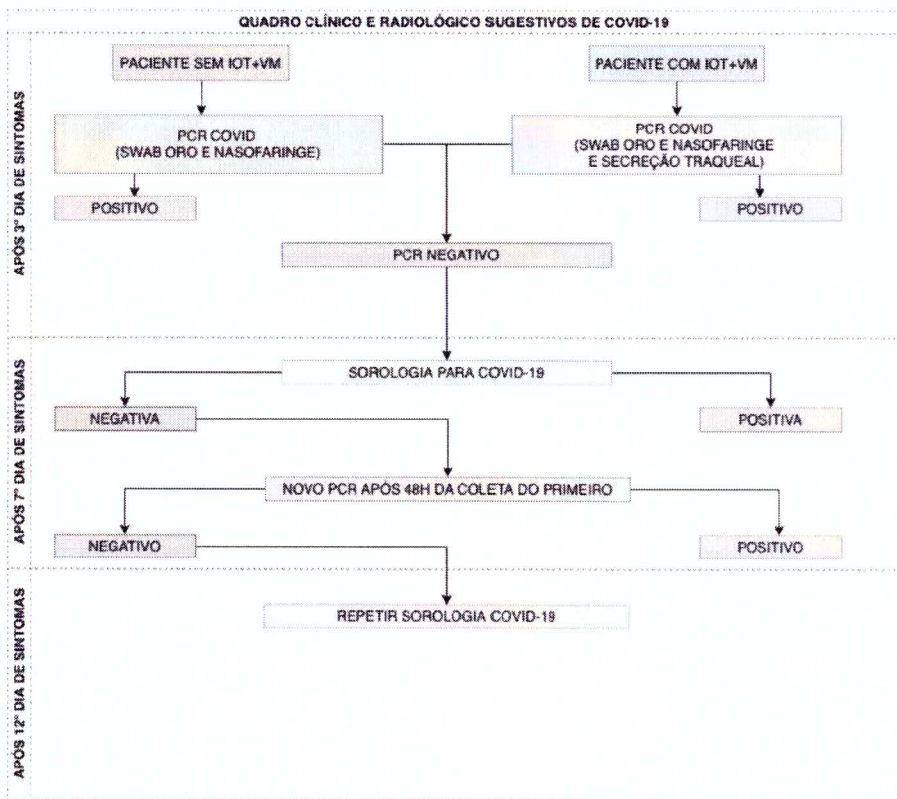 QUADRO CLÍNICO E RADIOLÓGICO SUGESTIVOS DE COVID-19
APÓS 3º DIA DE SINTOMAS
PACIENTE SEM IOT+VM
PACIENTE COM IOT+VM
PCR COVID
(SWAB ORO E NASOFARINGE)
PCR COVID
(SWAB ORO E NASOFARINGE
E SECREÇÃO TRAQUEAL)
POSITIVO
POSITIVO
PCR NEGATIVO
APÓS 7º DIA DE SINTOMAS
SOROLOGIA PARA COVID-19
NEGATIVA
POSITIVA
NOVO PCR APÓS 48H DA COLETA DO PRIMEIRO
NEGATIVO
POSITIVO
APÓS 12º DIA DE SINTOMAS
REPETIR SOROLOGIA COVID-19